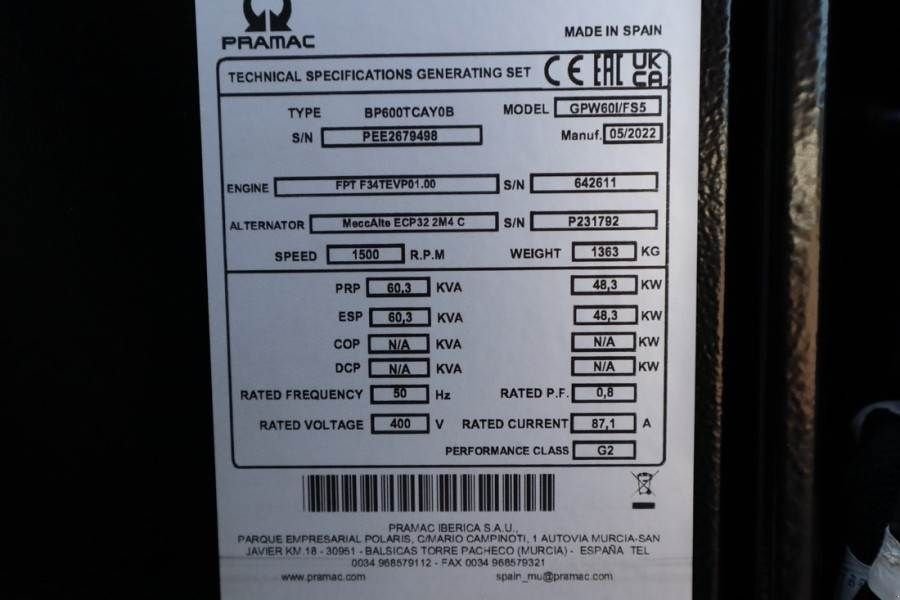 PRAMAC
MADE IN SPAIN
TECHNICAL SPECIFICATIONS GENERATING SET CE EAC UKCA
TYPE BP600TCAY0B MODEL GPW60I/FS5
S/N PEE2679498 Manuf. 05/2022
ENGINE FPT F34TEVP01.00 S/N 642611
ALTERNATOR MeccAlte ECP32 2M4 C S/N P231792
SPEED 1500 R.P.M WEIGHT 1363 KG
PRP 60,3 KVA 48,3 KW
ESP 60,3 KVA 48,3 KW
COP N/A KVA N/A KW
DCP N/A KVA N/A KW
RATED FREQUENCY 50 Hz RATED P.F. 0,8
RATED VOLTAGE 400 V RATED CURRENT 87,1 A
PERFORMANCE CLASS G2
PRAMAC IBERICA S.A.U.,
PARQUE EMPRESARIAL POLARIS, C/MARIO CAMPINOTI, 1 AUTOVIA MURCIA-SAN
JAVIER KM.18 - 30961 - BALSICAS TORRE PACHECO (MURCIA) - ESPAÑA TEL
0034 968579112 - FAX 0034 968579321
www.pramac.com spain_mu@pramac.com